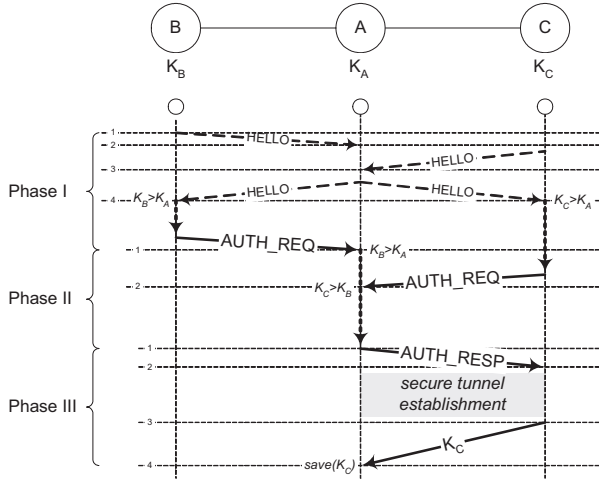 B A C
K_B K_A K_C
1
HELLO
2
HELLO
3
Phase I
HELLO HELLO
4 K_B>K_A K_C>K_A
AUTH_REQ
1 K_B>K_A
AUTH_REQ
2 K_C>K_B
Phase II
1
AUTH_RESP
2
secure tunnel
establishment
Phase III
3
K_C
4 save(K_C)